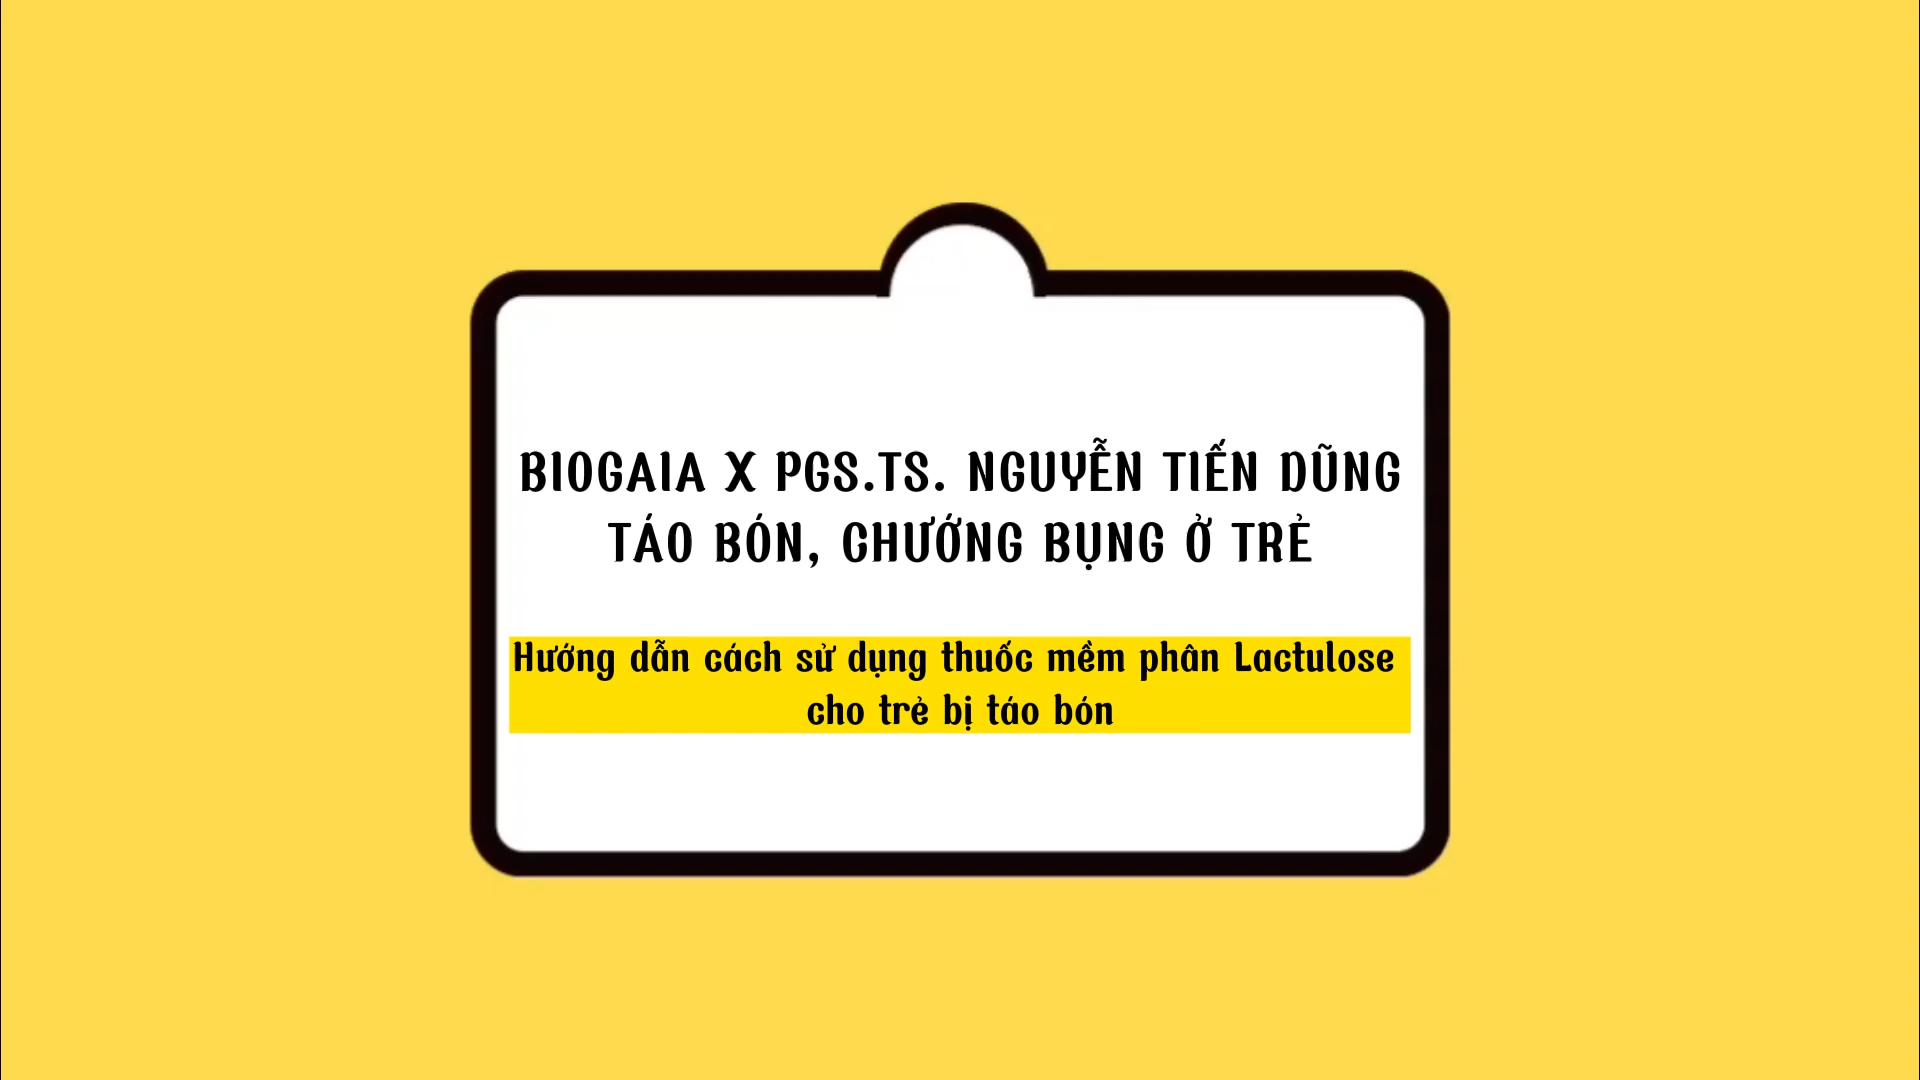 BIOGAIA X PGS.TS. NGUYỄN TIẾN DŨNG
TÁO BÓN, CHƯỚNG BỤNG Ở TRẺ
Hướng dẫn cách sử dụng thuốc mềm phân Lactulose
cho trẻ bị táo bón